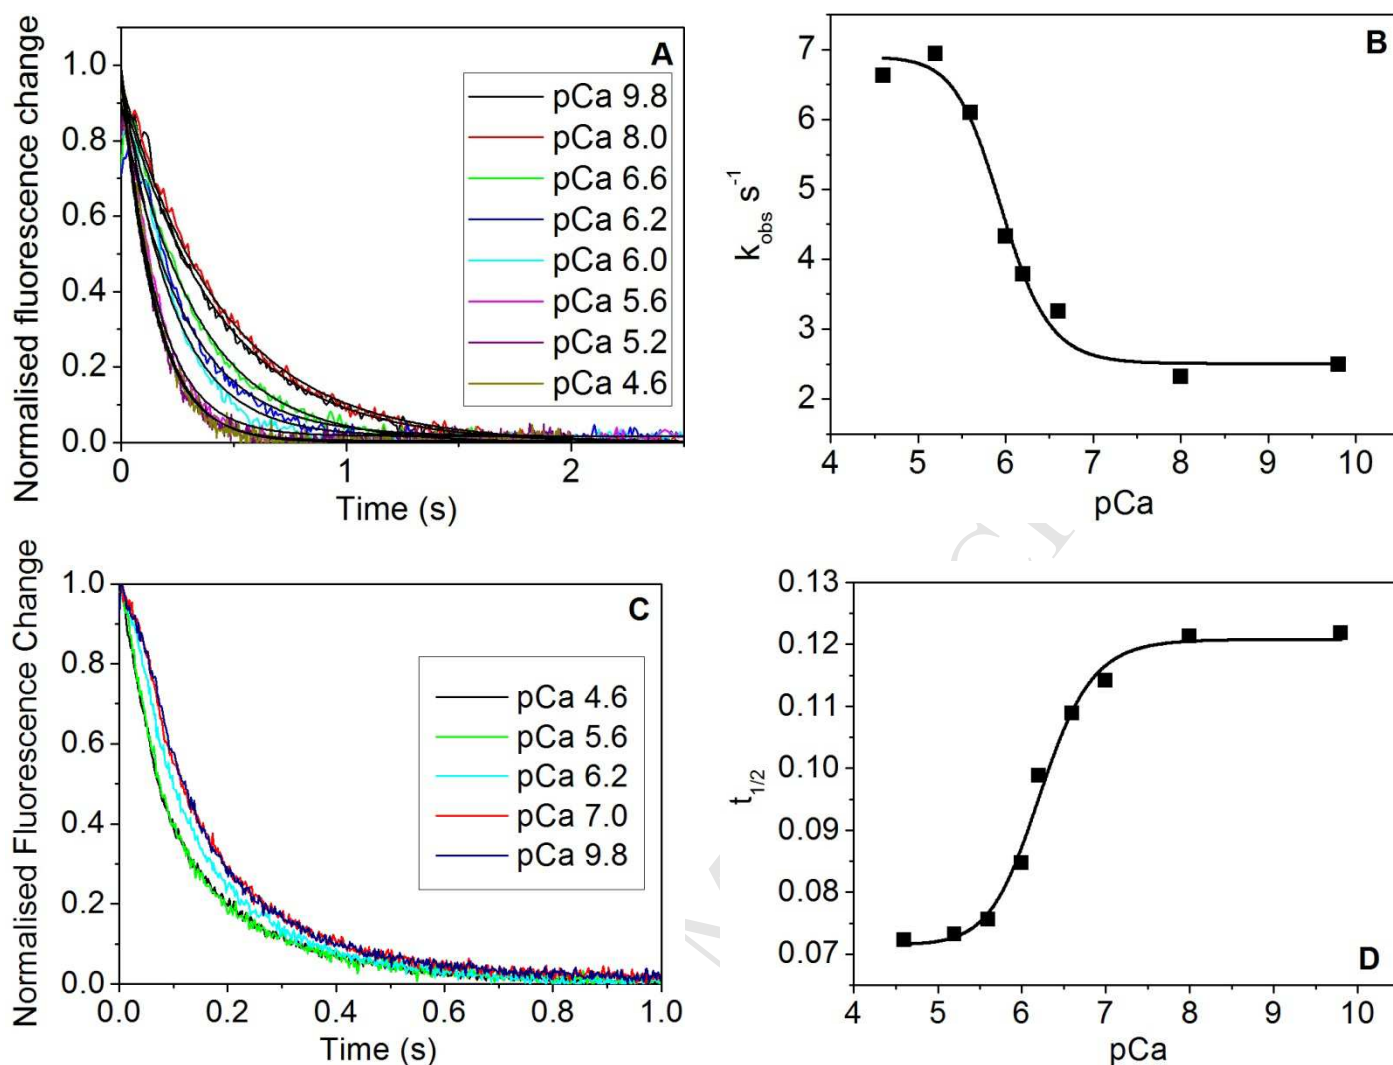 A
Normalised fluorescence change
1.0
0.8
0.6
0.4
0.2
0.0
0
1
2
Time (s)
pCa 9.8
pCa 8.0
pCa 6.6
pCa 6.2
pCa 6.0
pCa 5.6
pCa 5.2
pCa 4.6
B
k_obs s^-1
7
6
5
4
3
2
4
5
6
7
8
9
10
pCa
C
Normalised Fluorescence Change
1.0
0.8
0.6
0.4
0.2
0.0
0.0
0.2
0.4
0.6
0.8
1.0
Time (s)
pCa 4.6
pCa 5.6
pCa 6.2
pCa 7.0
pCa 9.8
D
t_1/2
0.13
0.12
0.11
0.10
0.09
0.08
0.07
4
5
6
7
8
9
10
pCa